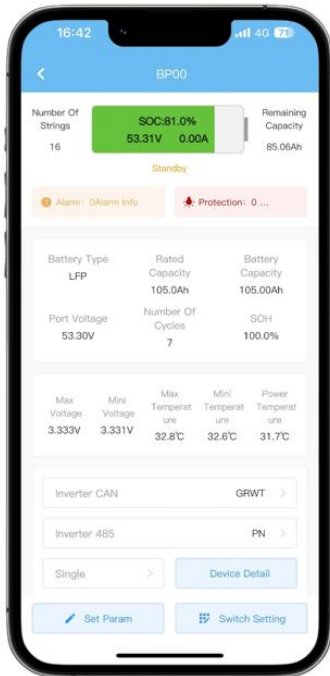 16:42
4G 71
BP00
Number Of Strings
16
SOC:81.0%
53.31V 0.00A
Remaining Capacity
85.06Ah
Standby
Alarm: 0Alarm Info
Protection: 0 ...
Battery Type
LFP
Rated Capacity
105.0Ah
Battery Capacity
105.00Ah
Port Voltage
53.30V
Number Of Cycles
7
SOH
100.0%
Max Voltage
3.333V
Mini Voltage
3.331V
Max Temperat ure
32.8℃
Mini Temperat ure
32.6℃
Power Temperat ure
31.7℃
Inverter CAN GRWT
Inverter 485 PN
Single
Device Detail
Set Param
Switch Setting